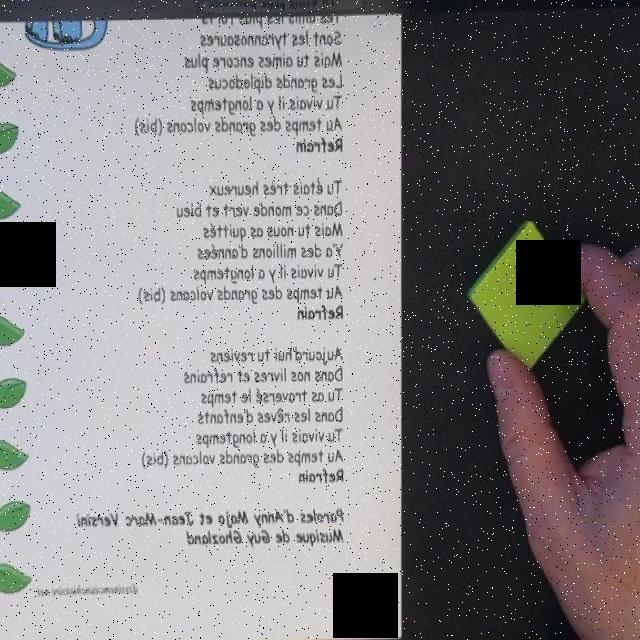 Tes amis les plus forts
Sont les tyrannosaures
Mais tu aimes encore plus
Les grands diplodocus
Tu vivais il y a longtemps
Au temps des grands volcans (bis)
Refrain
Tu étais très heureux
Dans ce monde vert et bleu
Mais tu nous as quittés
Y'a des millions d'années
Tu vivais il y a longtemps
Au temps des grands volcans (bis)
Refrain
Aujourd'hui tu reviens
Dans nos livres et refrains
Tu as traversé le temps
Dans les rêves d'enfants
Tu vivais il y a longtemps
Au temps des grands volcans (bis)
Refrain
Paroles d'Anny Maja et Jean-Marc Versini
Musique de Guy Ghozland